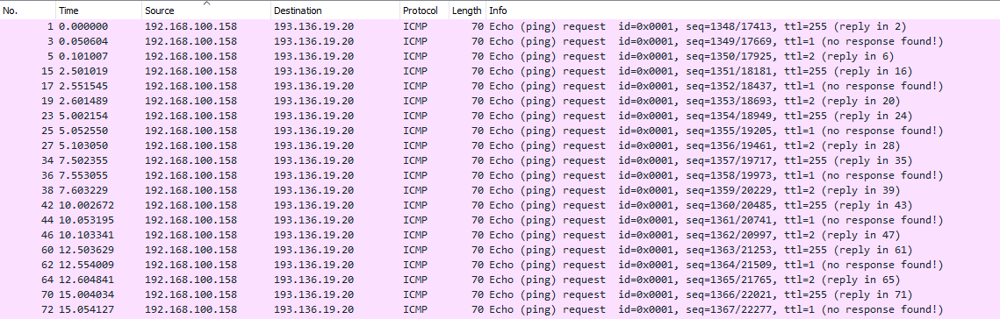 No. Time Source Destination Protocol Length Info
1 0.000000 192.168.100.158 193.136.19.20 ICMP 70 Echo (ping) request id=0x0001, seq=1348/17413, ttl=255 (reply in 2)
3 0.050604 192.168.100.158 193.136.19.20 ICMP 70 Echo (ping) request id=0x0001, seq=1349/17669, ttl=1 (no response found!)
5 0.101007 192.168.100.158 193.136.19.20 ICMP 70 Echo (ping) request id=0x0001, seq=1350/17925, ttl=2 (reply in 6)
15 2.501019 192.168.100.158 193.136.19.20 ICMP 70 Echo (ping) request id=0x0001, seq=1351/18181, ttl=255 (reply in 16)
17 2.551545 192.168.100.158 193.136.19.20 ICMP 70 Echo (ping) request id=0x0001, seq=1352/18437, ttl=1 (no response found!)
19 2.601489 192.168.100.158 193.136.19.20 ICMP 70 Echo (ping) request id=0x0001, seq=1353/18693, ttl=2 (reply in 20)
23 5.002154 192.168.100.158 193.136.19.20 ICMP 70 Echo (ping) request id=0x0001, seq=1354/18949, ttl=255 (reply in 24)
25 5.052550 192.168.100.158 193.136.19.20 ICMP 70 Echo (ping) request id=0x0001, seq=1355/19205, ttl=1 (no response found!)
27 5.103050 192.168.100.158 193.136.19.20 ICMP 70 Echo (ping) request id=0x0001, seq=1356/19461, ttl=2 (reply in 28)
34 7.502355 192.168.100.158 193.136.19.20 ICMP 70 Echo (ping) request id=0x0001, seq=1357/19717, ttl=255 (reply in 35)
36 7.553055 192.168.100.158 193.136.19.20 ICMP 70 Echo (ping) request id=0x0001, seq=1358/19973, ttl=1 (no response found!)
38 7.603229 192.168.100.158 193.136.19.20 ICMP 70 Echo (ping) request id=0x0001, seq=1359/20229, ttl=2 (reply in 39)
42 10.002672 192.168.100.158 193.136.19.20 ICMP 70 Echo (ping) request id=0x0001, seq=1360/20485, ttl=255 (reply in 43)
44 10.053195 192.168.100.158 193.136.19.20 ICMP 70 Echo (ping) request id=0x0001, seq=1361/20741, ttl=1 (no response found!)
46 10.103341 192.168.100.158 193.136.19.20 ICMP 70 Echo (ping) request id=0x0001, seq=1362/20997, ttl=2 (reply in 47)
60 12.503629 192.168.100.158 193.136.19.20 ICMP 70 Echo (ping) request id=0x0001, seq=1363/21253, ttl=255 (reply in 61)
62 12.554009 192.168.100.158 193.136.19.20 ICMP 70 Echo (ping) request id=0x0001, seq=1364/21509, ttl=1 (no response found!)
64 12.604841 192.168.100.158 193.136.19.20 ICMP 70 Echo (ping) request id=0x0001, seq=1365/21765, ttl=2 (reply in 65)
70 15.004034 192.168.100.158 193.136.19.20 ICMP 70 Echo (ping) request id=0x0001, seq=1366/22021, ttl=255 (reply in 71)
72 15.054127 192.168.100.158 193.136.19.20 ICMP 70 Echo (ping) request id=0x0001, seq=1367/22277, ttl=1 (no response found!)